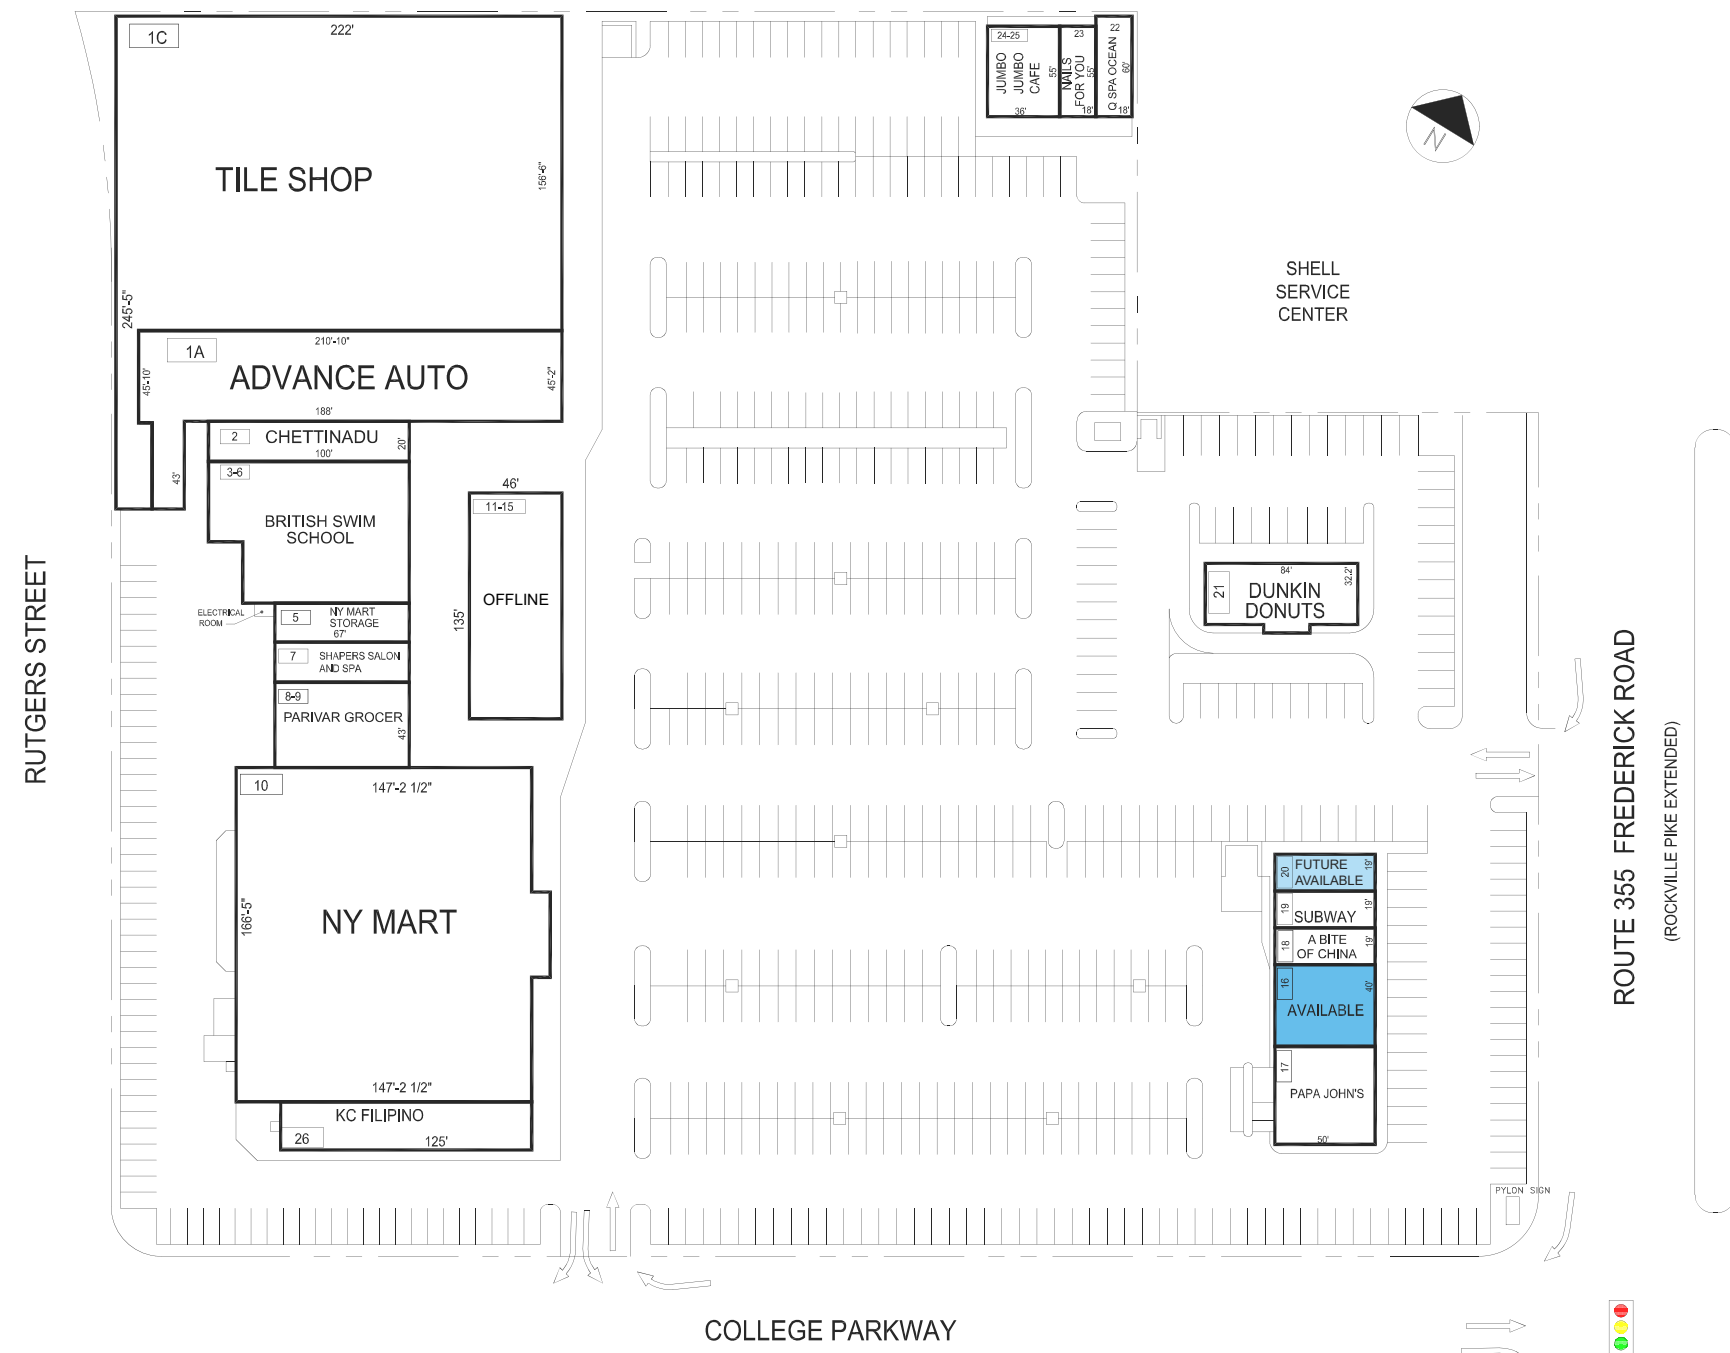 1C
222'
TILE SHOP
156'-6"
245'-5"
1A
210'-10"
ADVANCE AUTO
45'-10'
45'-2"
188'
43'
2
CHETTINADU
100'
20'
3-6
BRITISH SWIM
SCHOOL
ELECTRICAL
ROOM
5
NY MART
STORAGE
67'
7
SHAPERS SALON
AND SPA
8-9
PARIVAR GROCER
43'
46'
11-15
OFFLINE
135'
10
147'-2 1/2"
166'-5"
NY MART
147'-2 1/2"
KC FILIPINO
26
125'
24-25
JUMBO
JUMBO
CAFE
55'
36'
23
NAILS
FOR YOU
55'
18'
22
Q SPA OCEAN
60'
18'
N
SHELL
SERVICE
CENTER
84'
32.2'
21
DUNKIN
DONUTS
20
FUTURE
AVAILABLE
19'
19
SUBWAY
19'
18
A BITE
OF CHINA
19'
16
AVAILABLE
40'
17
PAPA JOHN'S
50'
PYLON SIGN
RUTGERS STREET
ROUTE 355 FREDERICK ROAD
(ROCKVILLE PIKE EXTENDED)
COLLEGE PARKWAY